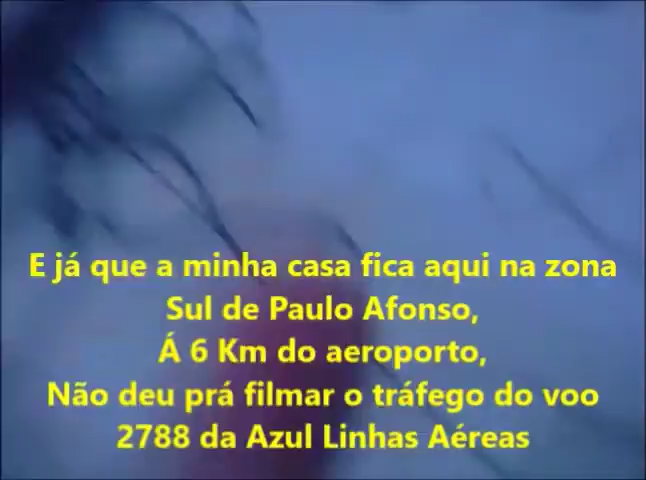 E já que a minha casa fica aqui na zona
Sul de Paulo Afonso,
Á 6 Km do aeroporto,
Não deu prá filmar o tráfego do voo
2788 da Azul Linhas Aéreas